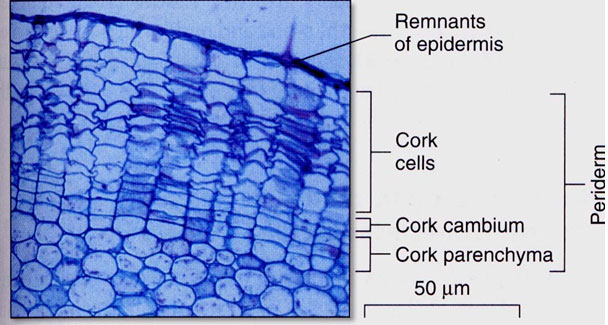 Remnants
of epidermis
Cork
cells
Periderm
Cork cambium
Cork parenchyma
50 μm